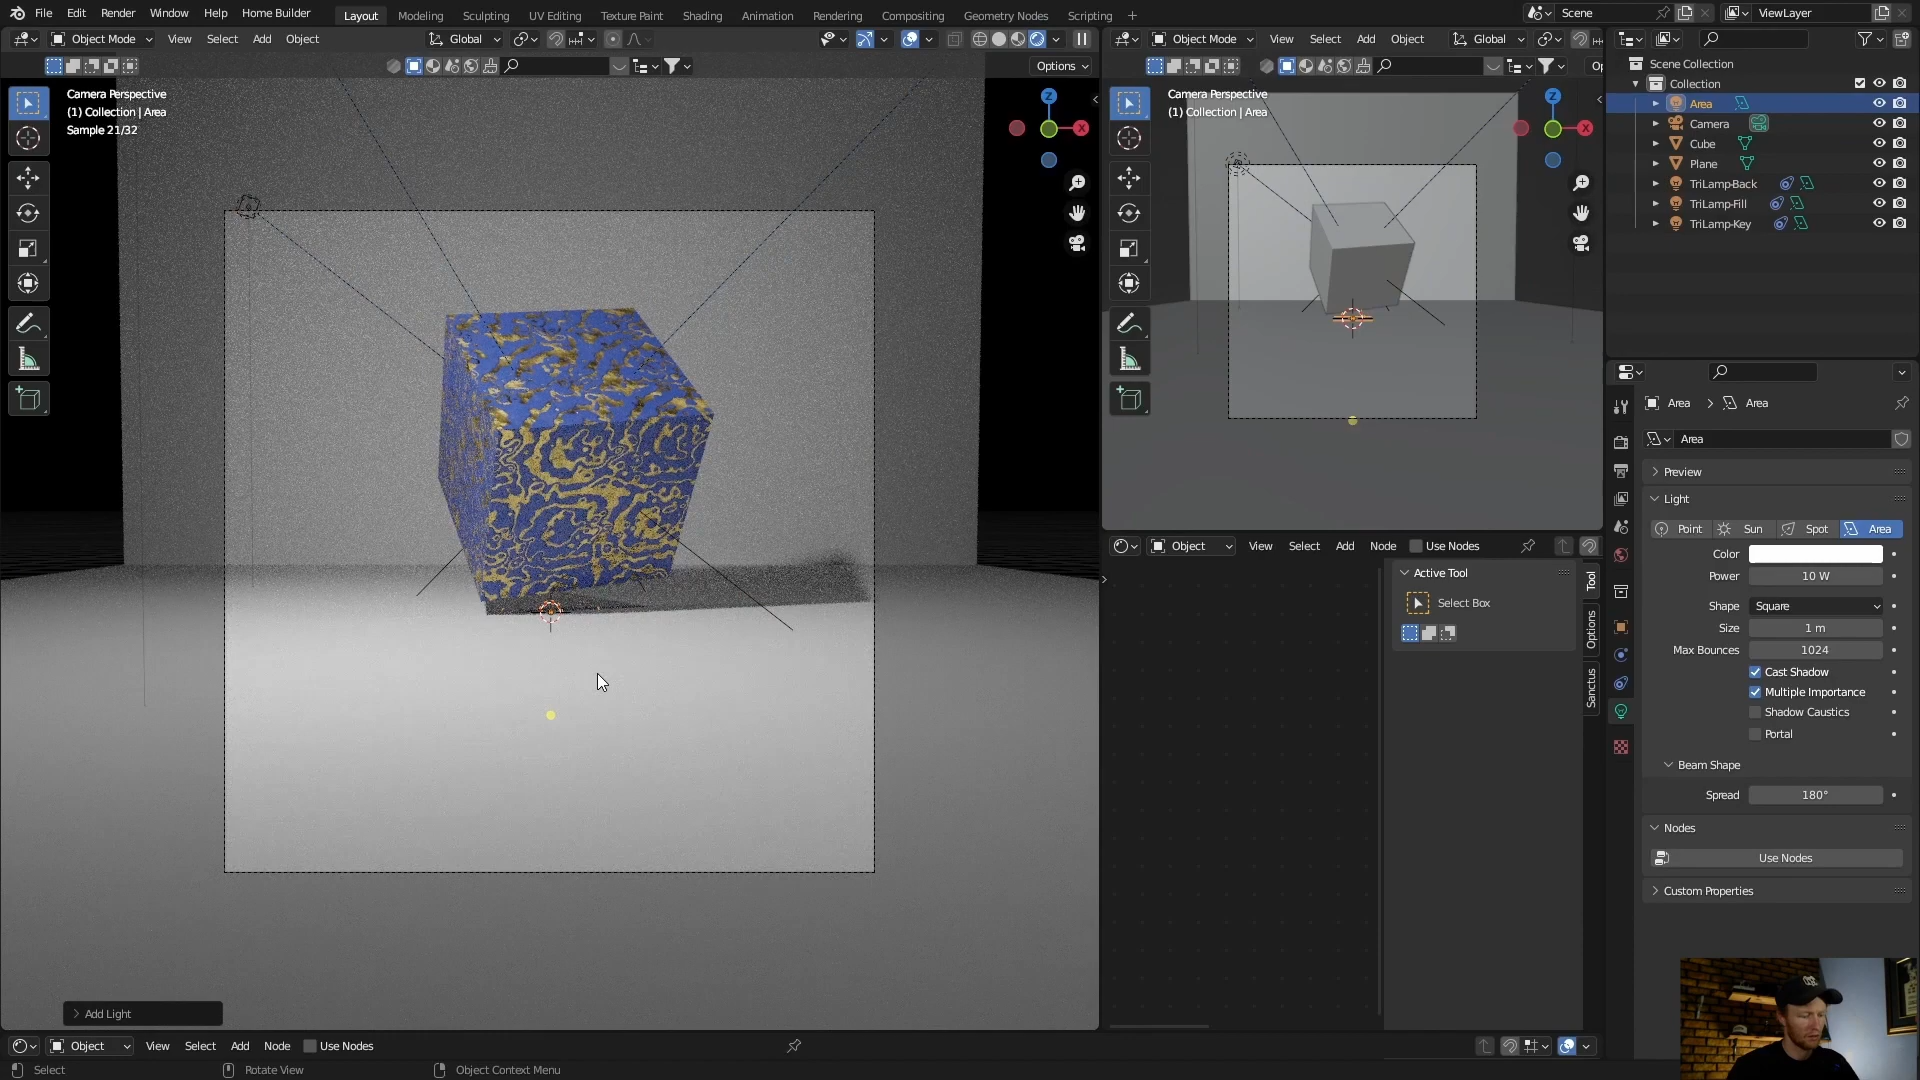 File Edit Render Window Help Home Builder Layout Modeling Sculpting UV Editing Texture Paint Shading Animation Rendering Compositing Geometry Nodes Scripting + Scene ViewLayer
Object Mode View Select Add Object Global
Object Mode View Select Add Object Global
Options
Scene Collection
Collection
Area
Camera
Cube
Plane
TriLamp-Back
TriLamp-Fill
TriLamp-Key
Camera Perspective
(1) Collection | Area
Sample 21/32
Z
X
Camera Perspective
(1) Collection | Area
Z
X
Area > Area
Area
Preview
Light
Point Sun Spot Area
Color
Power 10 W
Shape Square
Size 1 m
Max Bounces 1024
Cast Shadow
Multiple Importance
Shadow Caustics
Portal
Beam Shape
Spread 180°
Nodes
Use Nodes
Custom Properties
Object View Select Add Node Use Nodes
Active Tool
Select Box
Tool
Options
Sanctus
> Add Light
Object View Select Add Node Use Nodes
Select Rotate View Object Context Menu